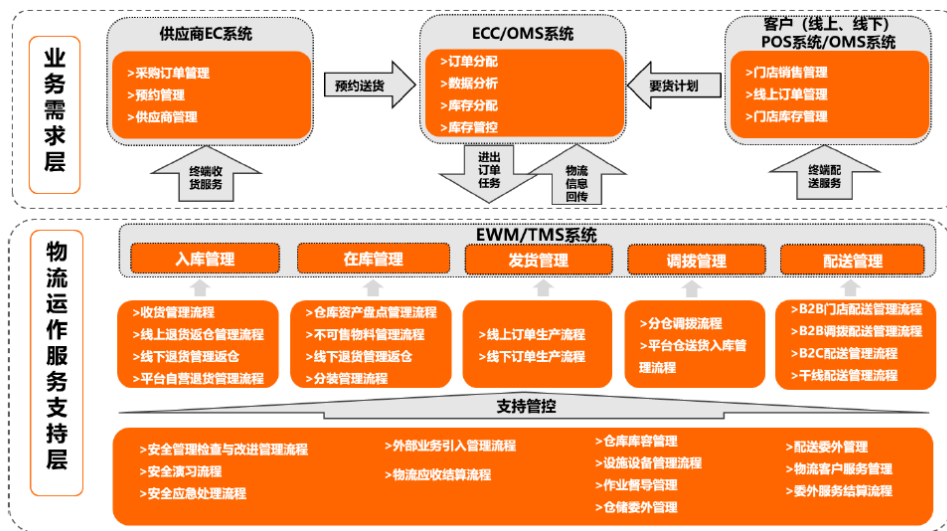 业务需求层
供应商EC系统
>采购订单管理
>预约管理
>供应商管理
预约送货
ECC/OMS系统
>订单分配
>数据分析
>库存分配
>库存管控
要货计划
客户（线上、线下）
POS系统/OMS系统
>门店销售管理
>线上订单管理
>门店库存管理
终端收
货服务
进出
订单
任务
物流
信息
回传
终端配
送服务
物流运作服务支持层
EWM/TMS系统
入库管理
在库管理
发货管理
调拨管理
配送管理
>收货管理流程
>线上退货返仓管理流程
>线下退货管理返仓
>平台自营退货管理流程
>仓库资产盘点管理流程
>不可售物料管理流程
>线下退货管理返仓
>分装管理流程
>线上订单生产流程
>线下订单生产流程
>分仓调拨流程
>平台仓送货入库管
理流程
>B2B门店配送管理流程
>B2B调拨配送管理流程
>B2C配送管理流程
>干线配送管理流程
支持管控
>安全管理检查与改进管理流程
>安全演习流程
>安全应急处理流程
>外部业务引入管理流程
>物流应收结算流程
>仓库库容管理
>设施设备管理流程
>作业督导管理
>仓储委外管理
>配送委外管理
>物流客户服务管理
>委外服务结算流程